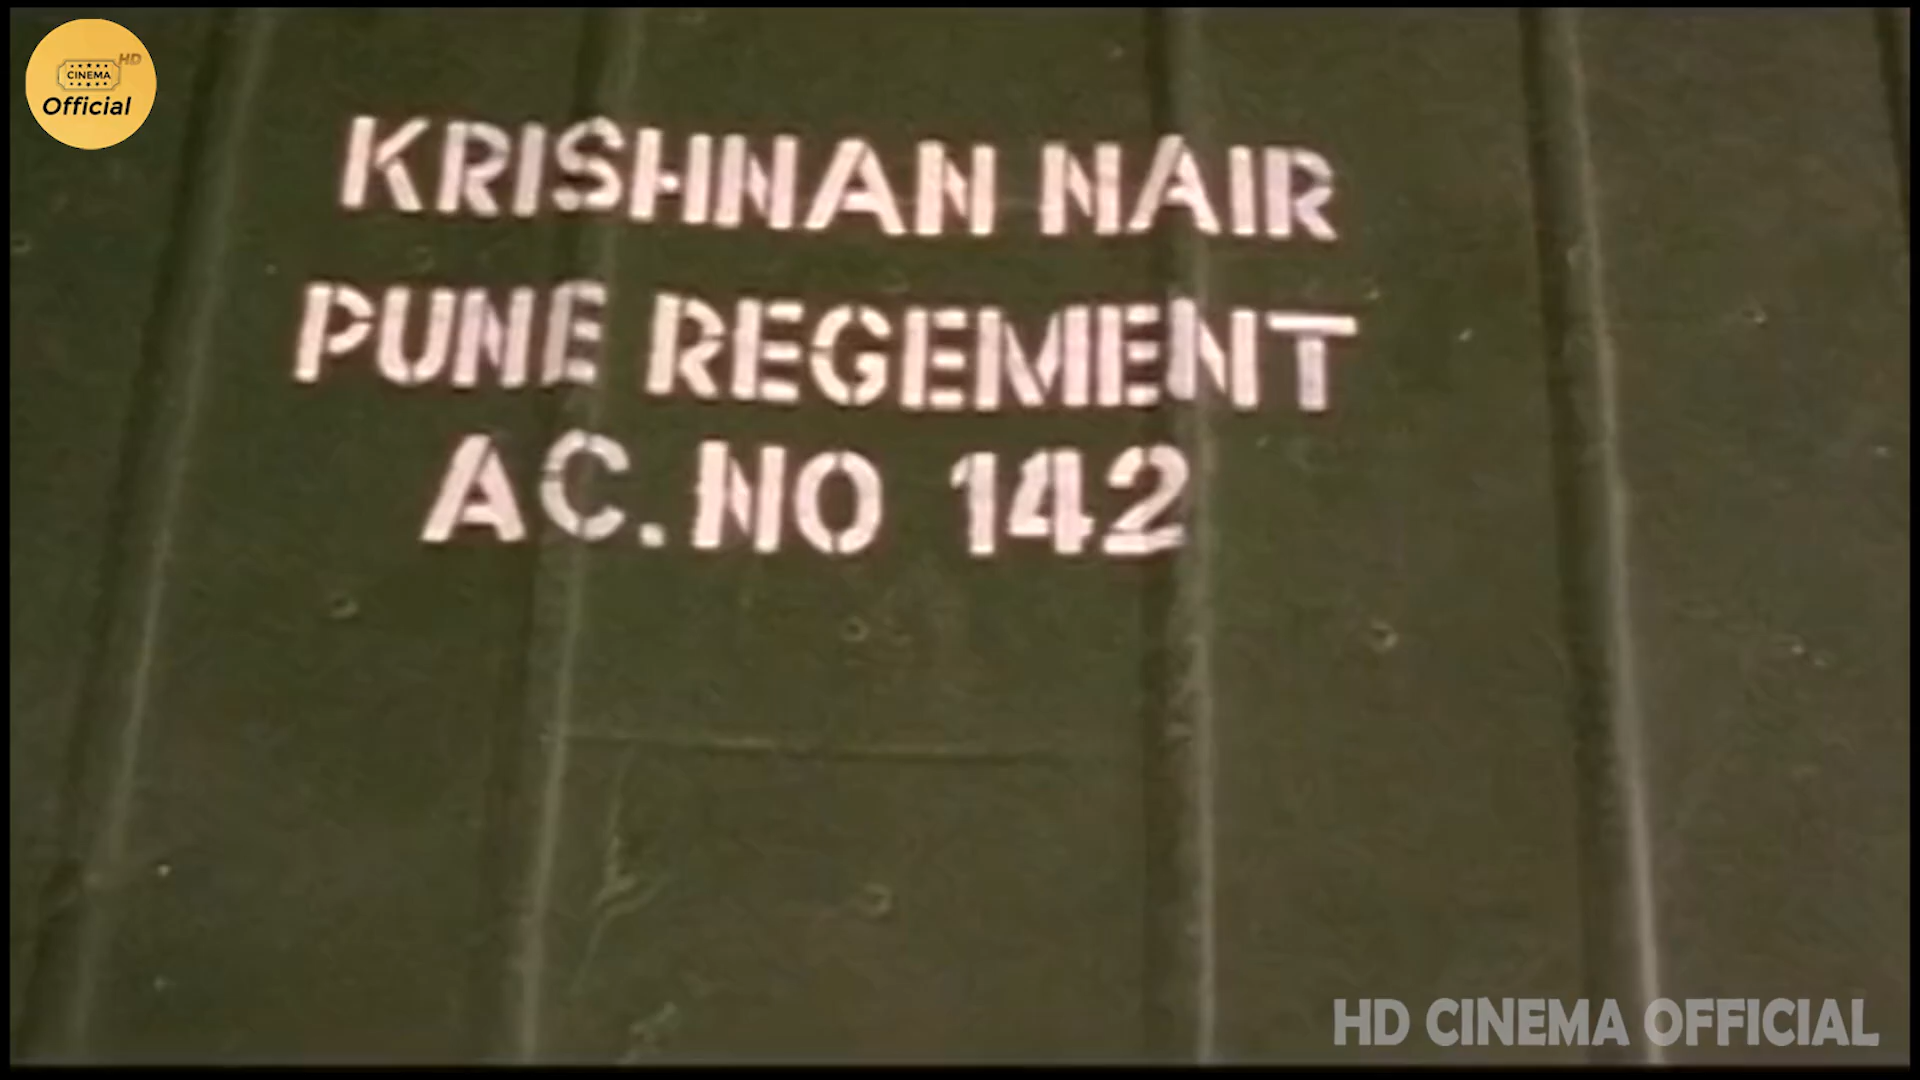 HD
CINEMA
Official
KRISHNAN NAIR
PUNE REGEMENT
AC. NO 142
HD CINEMA OFFICIAL